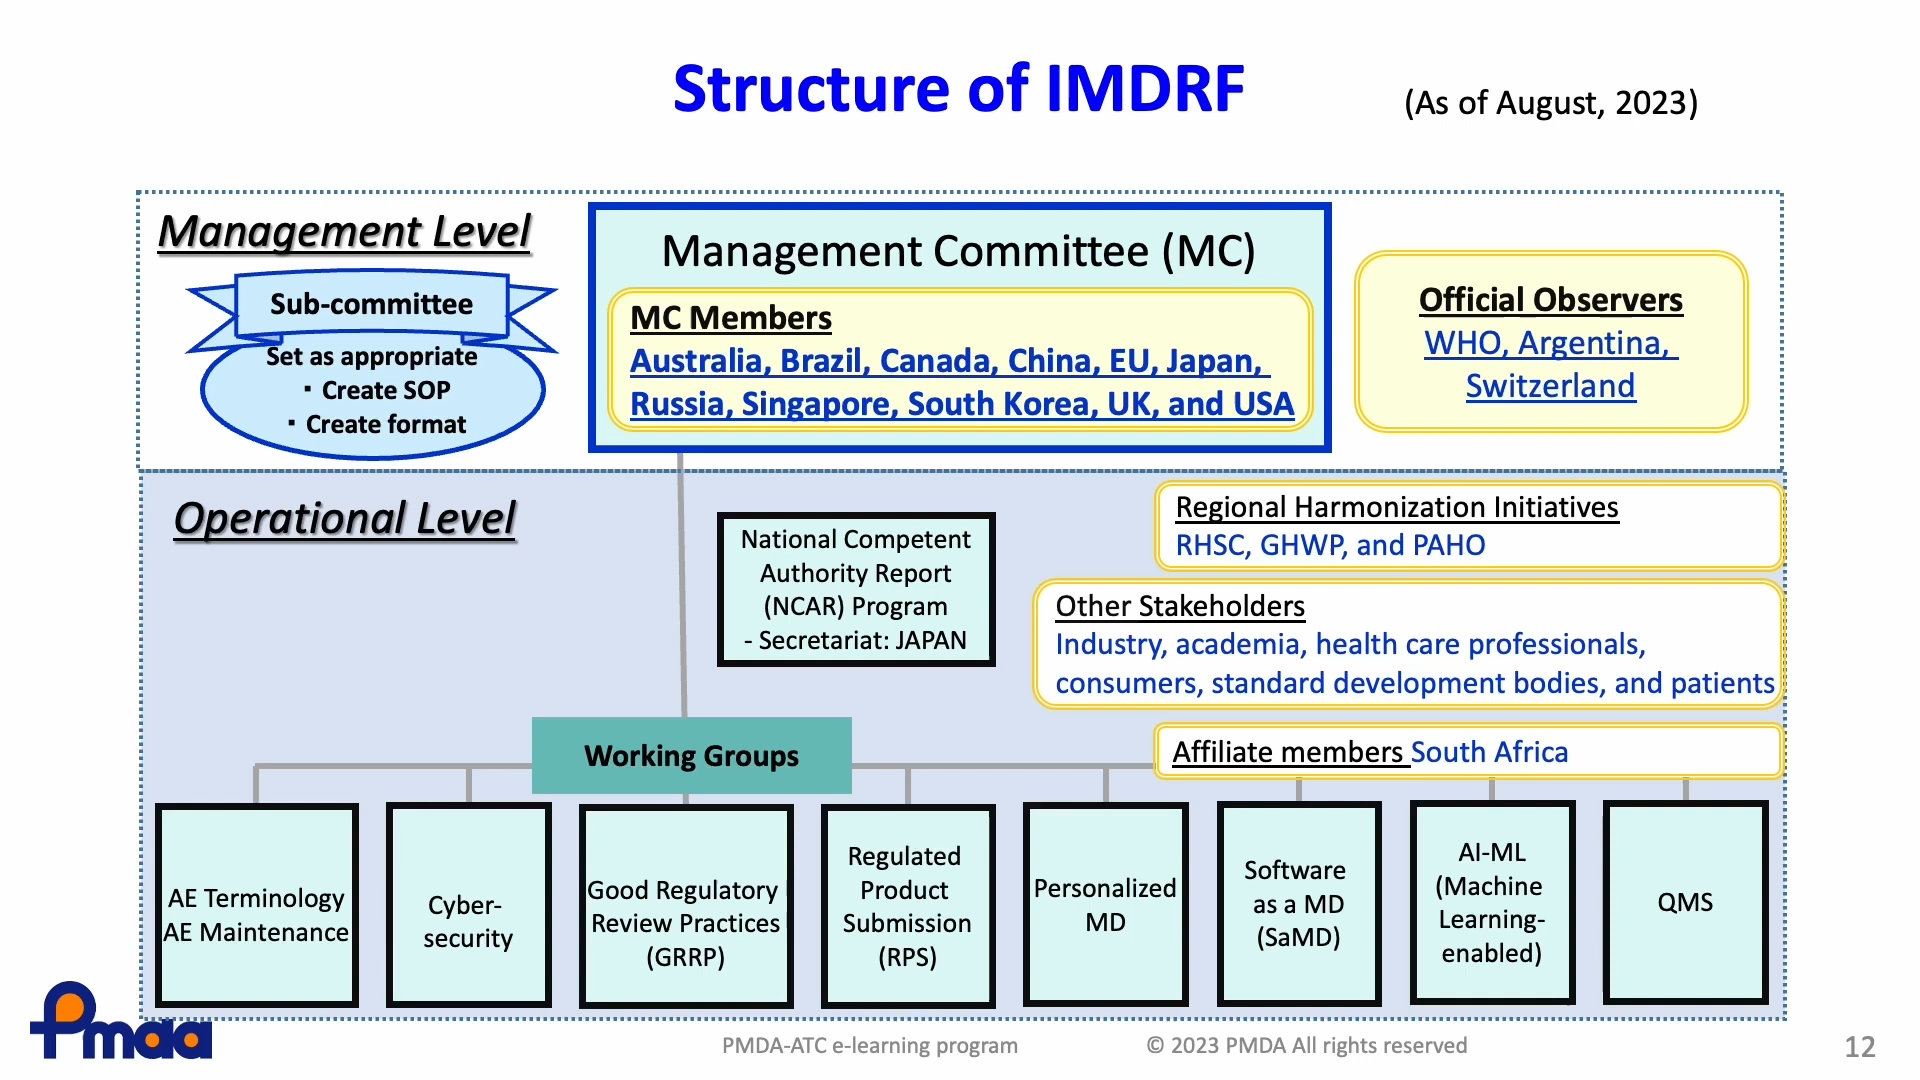 Structure of IMDRF
(As of August, 2023)
Management Level
Sub-committee
Set as appropriate
・Create SOP
・Create format
Management Committee (MC)
MC Members
Australia, Brazil, Canada, China, EU, Japan,
Russia, Singapore, South Korea, UK, and USA
Official Observers
WHO, Argentina,
Switzerland
Operational Level
National Competent
Authority Report
(NCAR) Program
- Secretariat: JAPAN
Regional Harmonization Initiatives
RHSC, GHWP, and PAHO
Other Stakeholders
Industry, academia, health care professionals,
consumers, standard development bodies, and patients
Working Groups
Affiliate members South Africa
AE Terminology
AE Maintenance
Cyber-
security
Good Regulatory
Review Practices
(GRRP)
Regulated
Product
Submission
(RPS)
Personalized
MD
Software
as a MD
(SaMD)
AI-ML
(Machine
Learning-
enabled)
QMS
Pmda
PMDA-ATC e-learning program
© 2023 PMDA All rights reserved
12